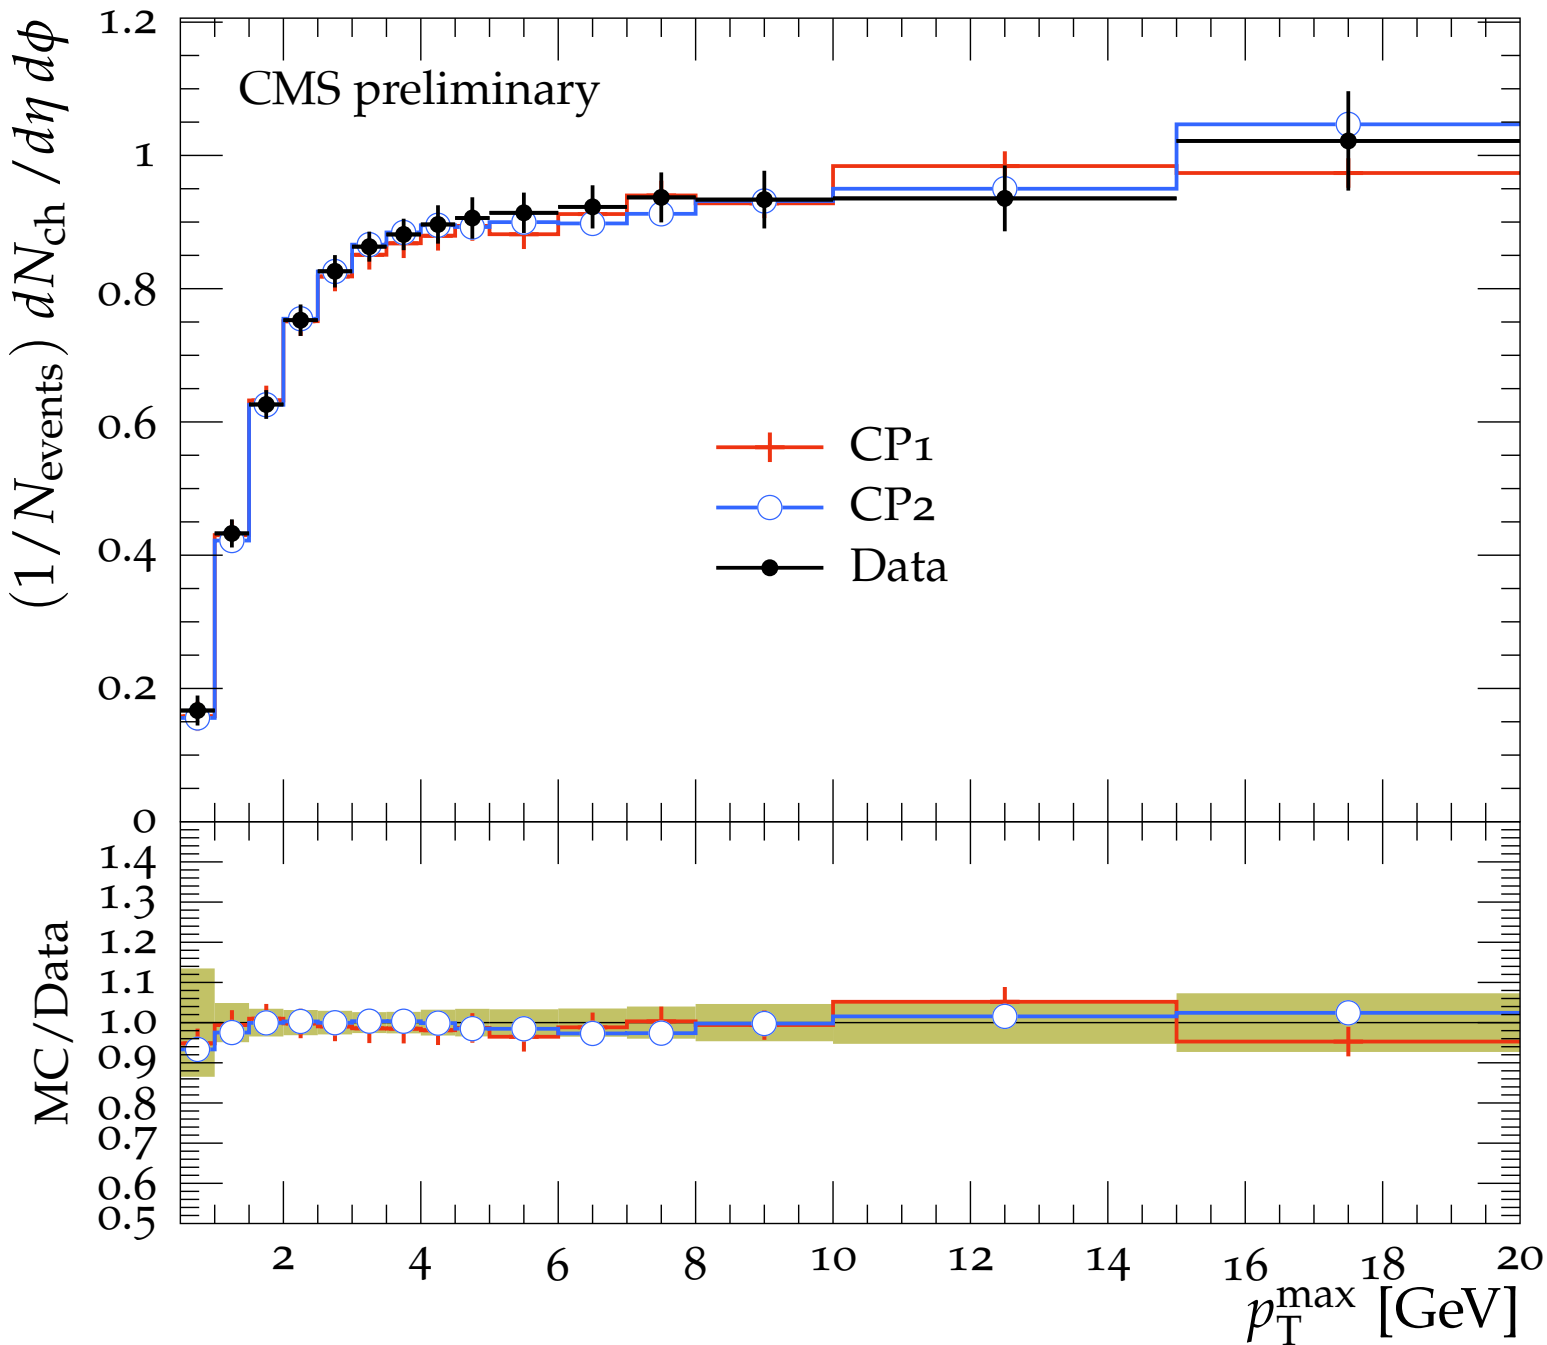 (1/N_events) dN_ch/dη dϕ
1.2
1
0.8
0.6
0.4
0.2
0
CMS preliminary
CP1
CP2
Data
MC/Data
1.4
1.3
1.2
1.1
1.0
0.9
0.8
0.7
0.6
0.5
2 4 6 8 10 12 14 16 18 20
p_T^max [GeV]